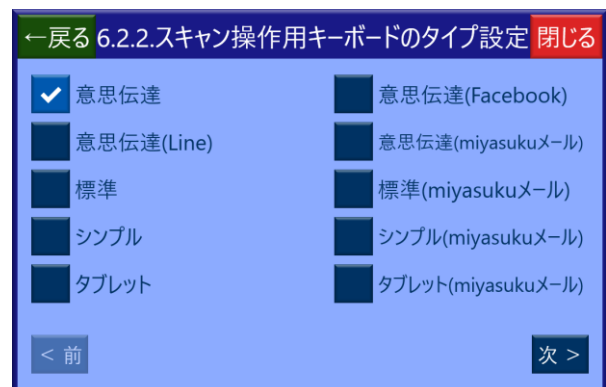 ←戻る 6.2.2.スキャン操作用キーボードのタイプ設定 閉じる
意思伝達 意思伝達(Facebook)
意思伝達(Line) 意思伝達(miyasukuメール)
標準 標準(miyasukuメール)
シンプル シンプル(miyasukuメール)
タブレット タブレット(miyasukuメール)
< 前 次 >